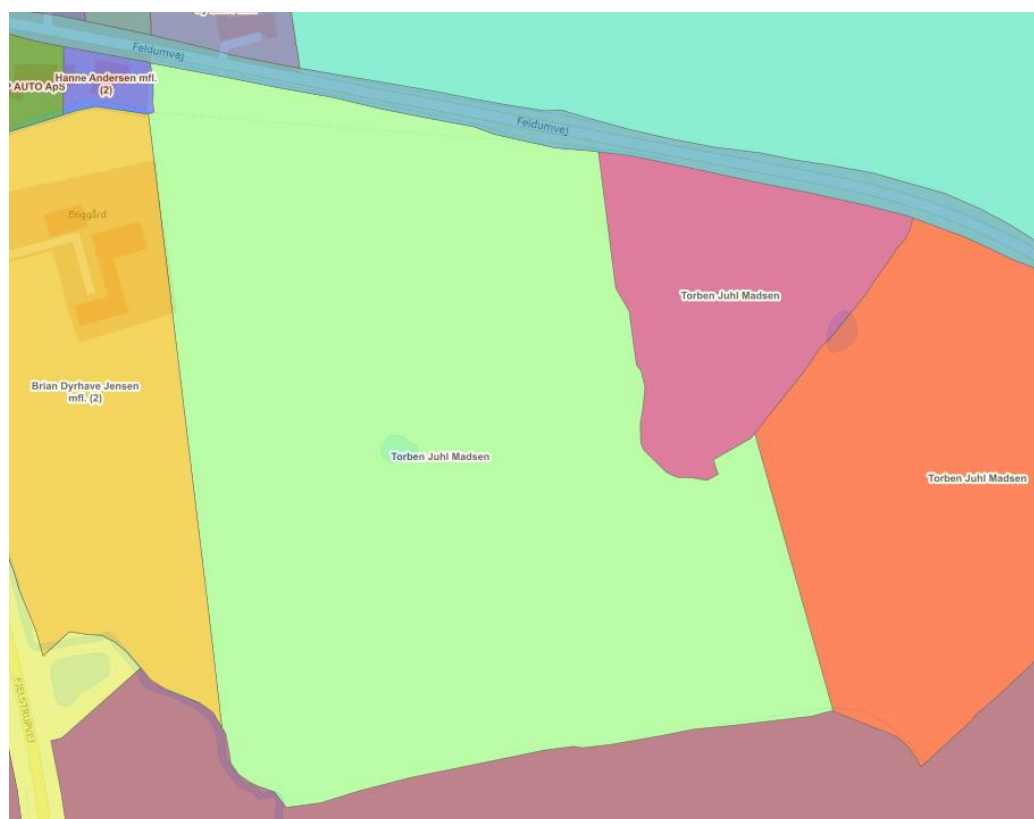 Feldumvej
Hanne Andersen mfl.
(2)
AUTO ApS
Feldumvej
Enggård
Torben Juhl Madsen
Brian Dyrhave Jensen
mfl. (2)
Torben Juhl Madsen
Torben Juhl Madsen
FJELSTRUPVEJ